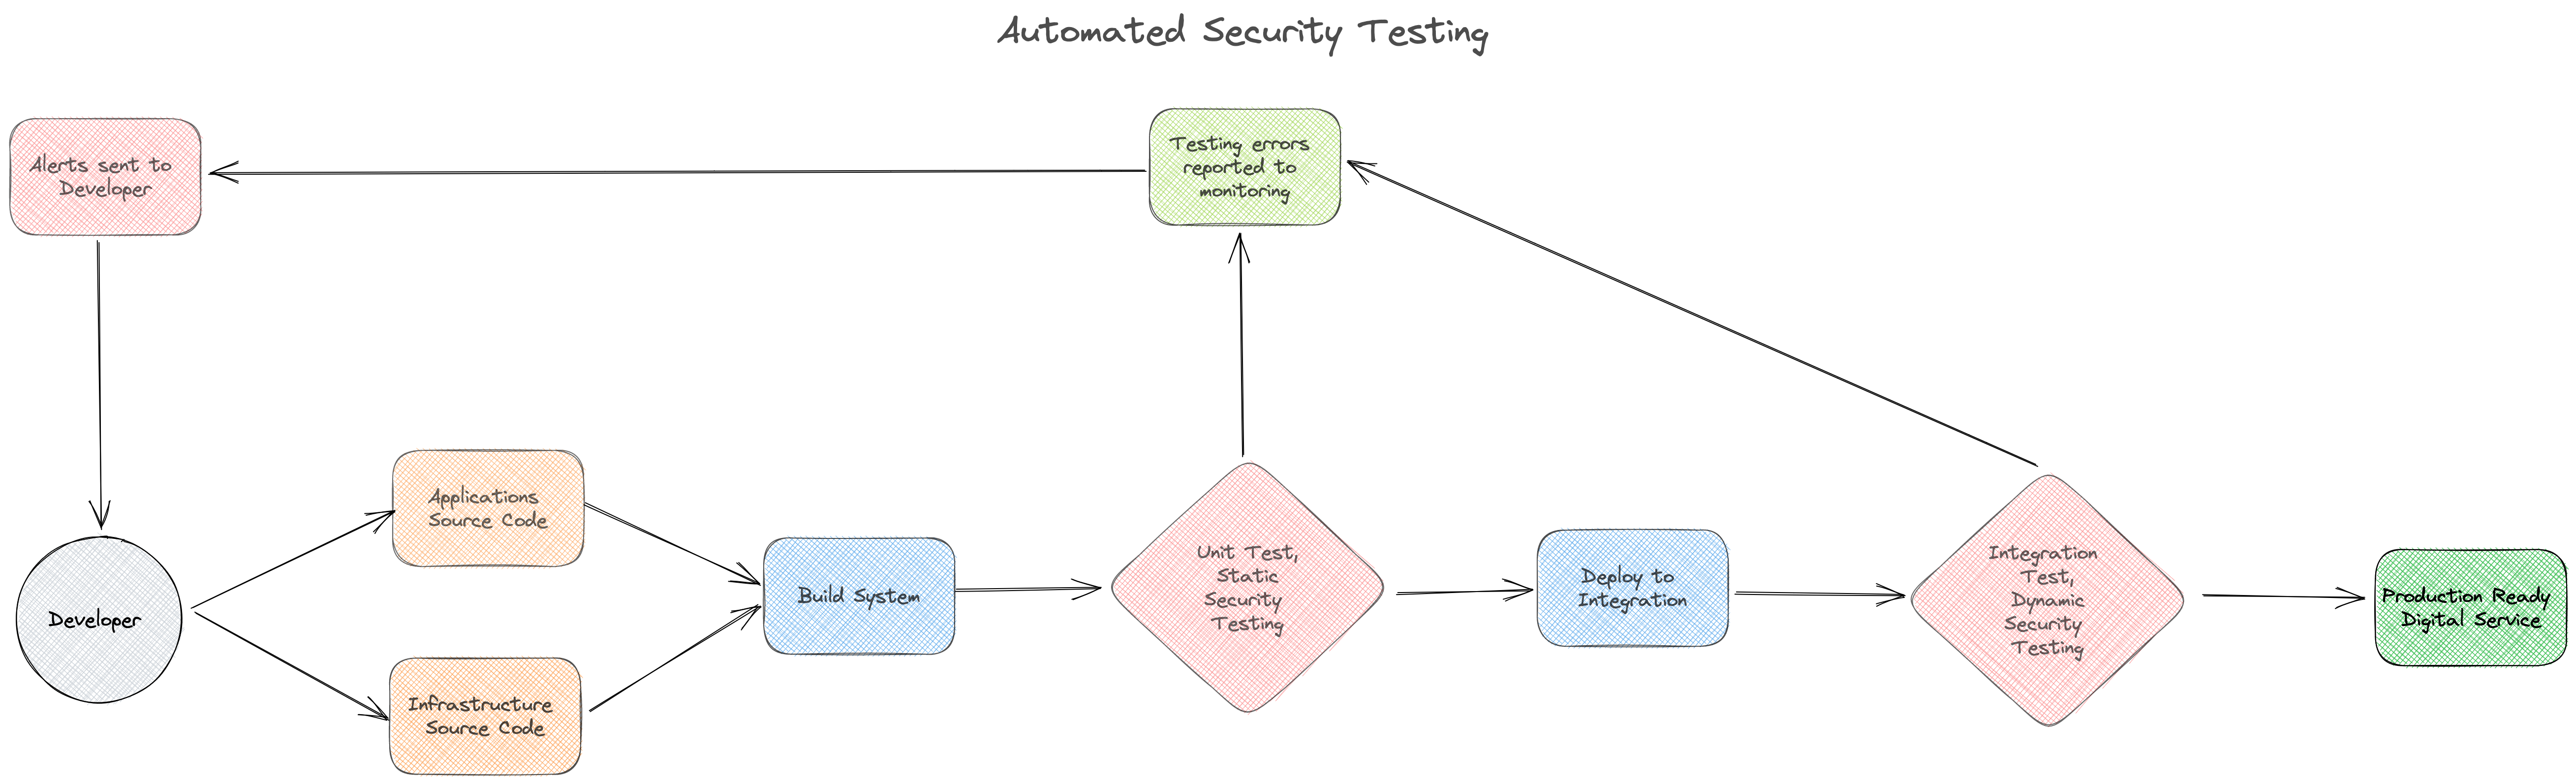 Automated Security Testing
Alerts sent to
Developer
Testing errors
reported to
monitoring
Applications
Source Code
Developer
Infrastructure
Source Code
Build System
Unit Test,
Static
Security
Testing
Deploy to
Integration
Integration
Test,
Dynamic
Security
Testing
Production Ready
Digital Service